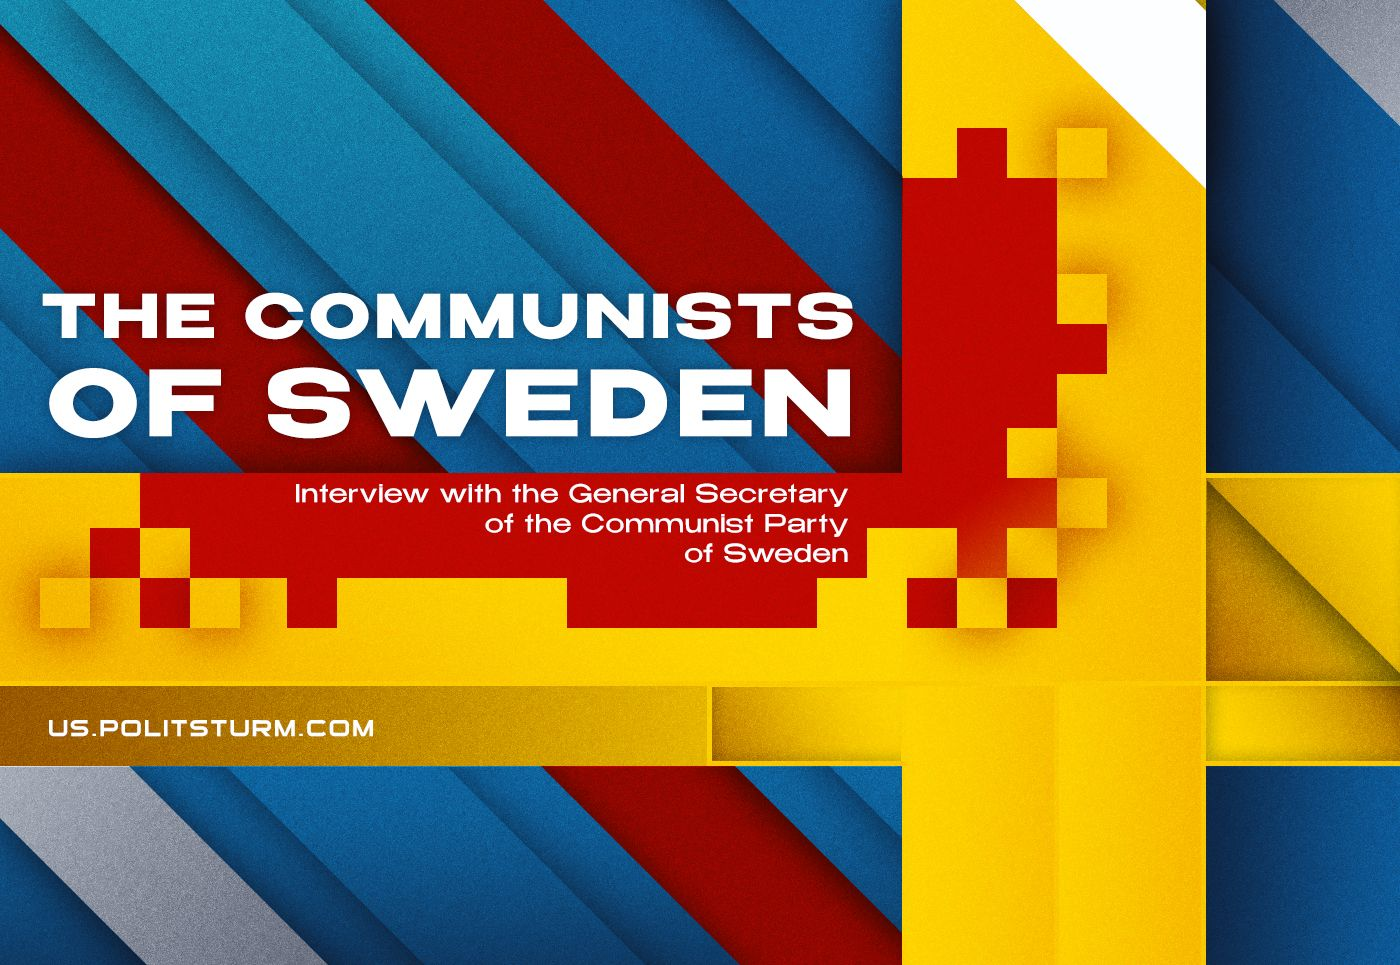 THE COMMUNISTS
OF SWEDEN
Interview with the General Secretary
of the Communist Party
of Sweden
US.POLITSTURM.COM